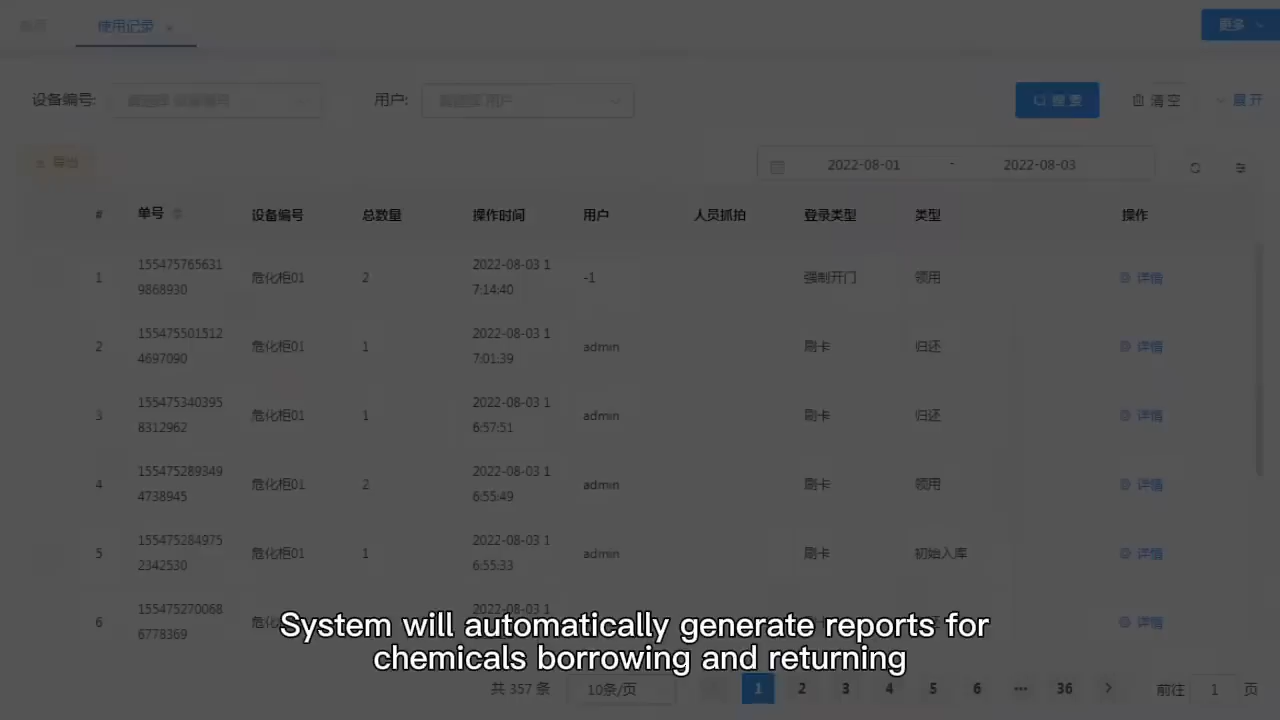 使用记录
更多
设备编号:
用户:
清空
展开
导出
2022-08-01 - 2022-08-03
# 单号 设备编号 总数量 操作时间 用户 人员抓拍 登录类型 类型 操作
1 155475765631 9868930 危化柜01 2 2022-08-03 1 7:14:40 -1 强制开门 领用 详情
2 155475501512 4697090 危化柜01 1 2022-08-03 1 7:01:39 admin 刷卡 归还 详情
3 155475340395 8312962 危化柜01 1 2022-08-03 1 6:57:51 admin 刷卡 归还 详情
4 155475289349 4738945 危化柜01 2 2022-08-03 1 6:55:49 admin 刷卡 领用 详情
5 155475284975 2342530 危化柜01 1 2022-08-03 1 6:55:33 admin 刷卡 初始入库 详情
6 155475270068 6778369 2022-08-03 1 详情
System will automatically generate reports for
chemicals borrowing and returning
共 357 条 10条/页 1 2 3 4 5 6 ··· 36 前往 1 页